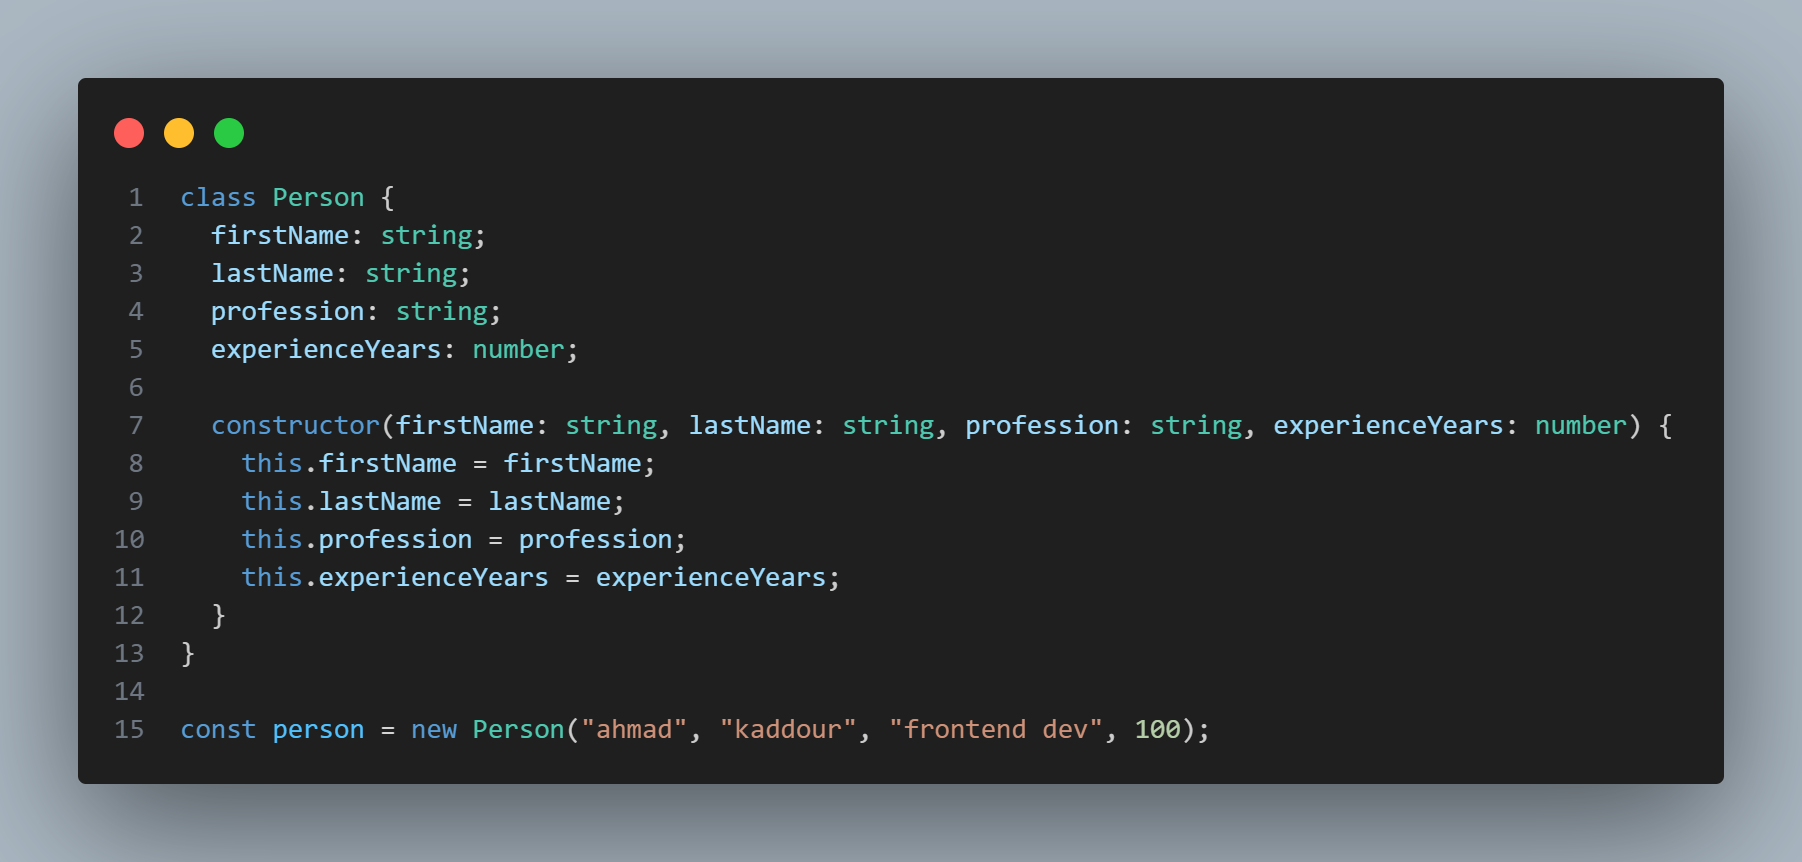 1 class Person {
2   firstName: string;
3   lastName: string;
4   profession: string;
5   experienceYears: number;
6
7   constructor(firstName: string, lastName: string, profession: string, experienceYears: number) {
8     this.firstName = firstName;
9     this.lastName = lastName;
10     this.profession = profession;
11     this.experienceYears = experienceYears;
12   }
13 }
14
15 const person = new Person("ahmad", "kaddour", "frontend dev", 100);